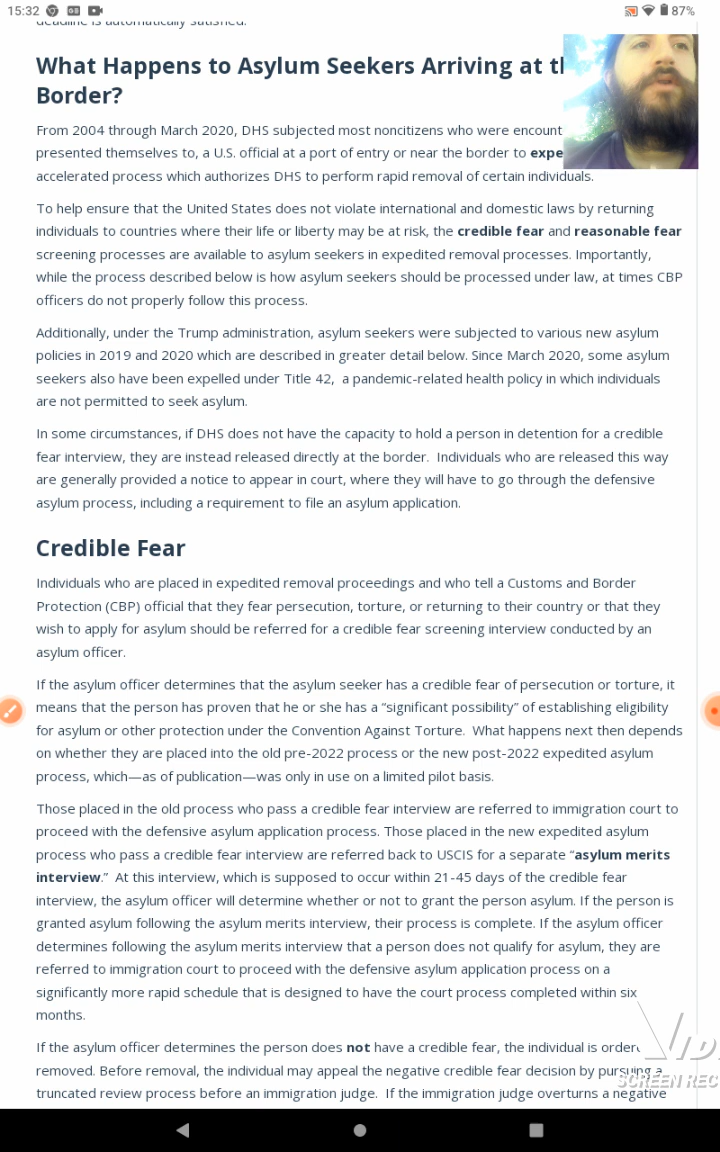 15:32
87%
deadline is automatically satisfied.
What Happens to Asylum Seekers Arriving at
Border?
From 2004 through March 2020, DHS subjected most noncitizens who were
presented themselves to, a U.S. official at a port of entry or near the border to
accelerated process which authorizes DHS to perform rapid removal of certain individuals.
To help ensure that the United States does not violate international and domestic laws by returning
individuals to countries where their life or liberty may be at risk, the credible fear and reasonable fear
screening processes are available to asylum seekers in expedited removal processes. Importantly,
while the process described below is how asylum seekers should be processed under law, at times CBP
officers do not properly follow this process.
Additionally, under the Trump administration, asylum seekers were subjected to various new asylum
policies in 2019 and 2020 which are described in greater detail below. Since March 2020, some asylum
seekers also have been expelled under Title 42,  a pandemic-related health policy in which individuals
are not permitted to seek asylum.
In some circumstances, if DHS does not have the capacity to hold a person in detention for a credible
fear interview, they are instead released directly at the border.  Individuals who are released this way
are generally provided a notice to appear in court, where they will have to go through the defensive
asylum process, including a requirement to file an asylum application.
Credible Fear
Individuals who are placed in expedited removal proceedings and who tell a Customs and Border
Protection (CBP) official that they fear persecution, torture, or returning to their country or that they
wish to apply for asylum should be referred for a credible fear screening interview conducted by an
asylum officer.
If the asylum officer determines that the asylum seeker has a credible fear of persecution or torture, it
means that the person has proven that he or she has a “significant possibility” of establishing eligibility
for asylum or other protection under the Convention Against Torture.  What happens next then depends
on whether they are placed into the old pre-2022 process or the new post-2022 expedited asylum
process, which—as of publication—was only in use on a limited pilot basis.
Those placed in the old process who pass a credible fear interview are referred to immigration court to
proceed with the defensive asylum application process. Those placed in the new expedited asylum
process who pass a credible fear interview are referred back to USCIS for a separate “asylum merits
interview.”  At this interview, which is supposed to occur within 21-45 days of the credible fear
interview, the asylum officer will determine whether or not to grant the person asylum. If the person is
granted asylum following the asylum merits interview, their process is complete. If the asylum officer
determines following the asylum merits interview that a person does not qualify for asylum, they are
referred to immigration court to proceed with the defensive asylum application process on a
significantly more rapid schedule that is designed to have the court process completed within six
months.
If the asylum officer determines the person does not have a credible fear, the individual is
removed. Before removal, the individual may appeal the negative credible fear decision by pursuing a
truncated review process before an immigration judge.  If the immigration judge overturns a negative
SCREEN REC